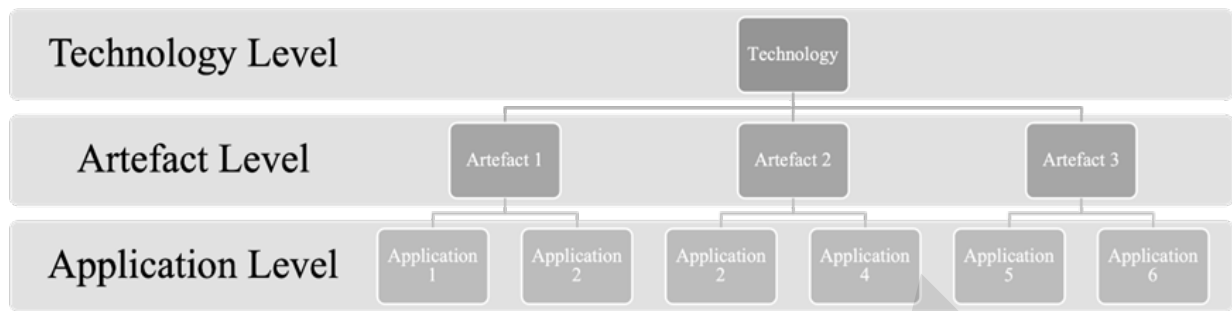 Technology Level
Technology
Artefact Level
Artefact 1
Artefact 2
Artefact 3
Application Level
Application
1
Application
2
Application
2
Application
4
Application
5
Application
6